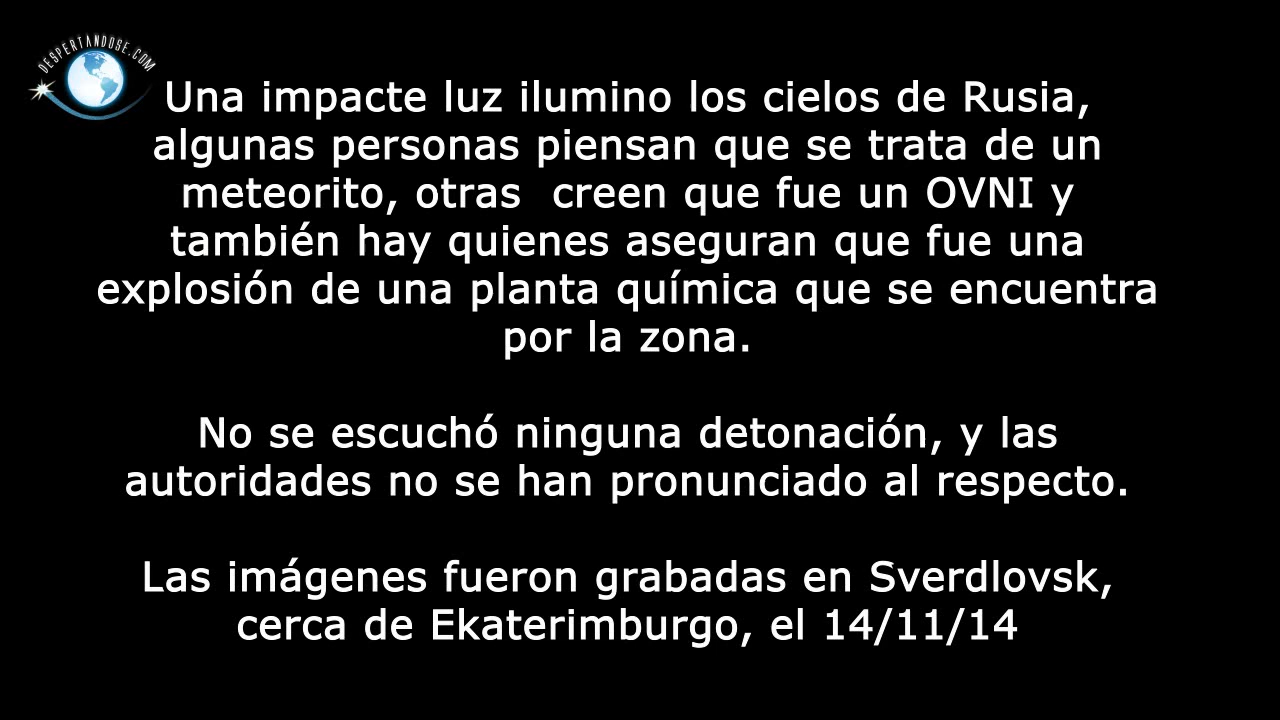 DESPERTANDOSE.COM
Una impacte luz ilumino los cielos de Rusia,
algunas personas piensan que se trata de un
meteorito, otras  creen que fue un OVNI y
también hay quienes aseguran que fue una
explosión de una planta química que se encuentra
por la zona.
No se escuchó ninguna detonación, y las
autoridades no se han pronunciado al respecto.
Las imágenes fueron grabadas en Sverdlovsk,
cerca de Ekaterimburgo, el 14/11/14